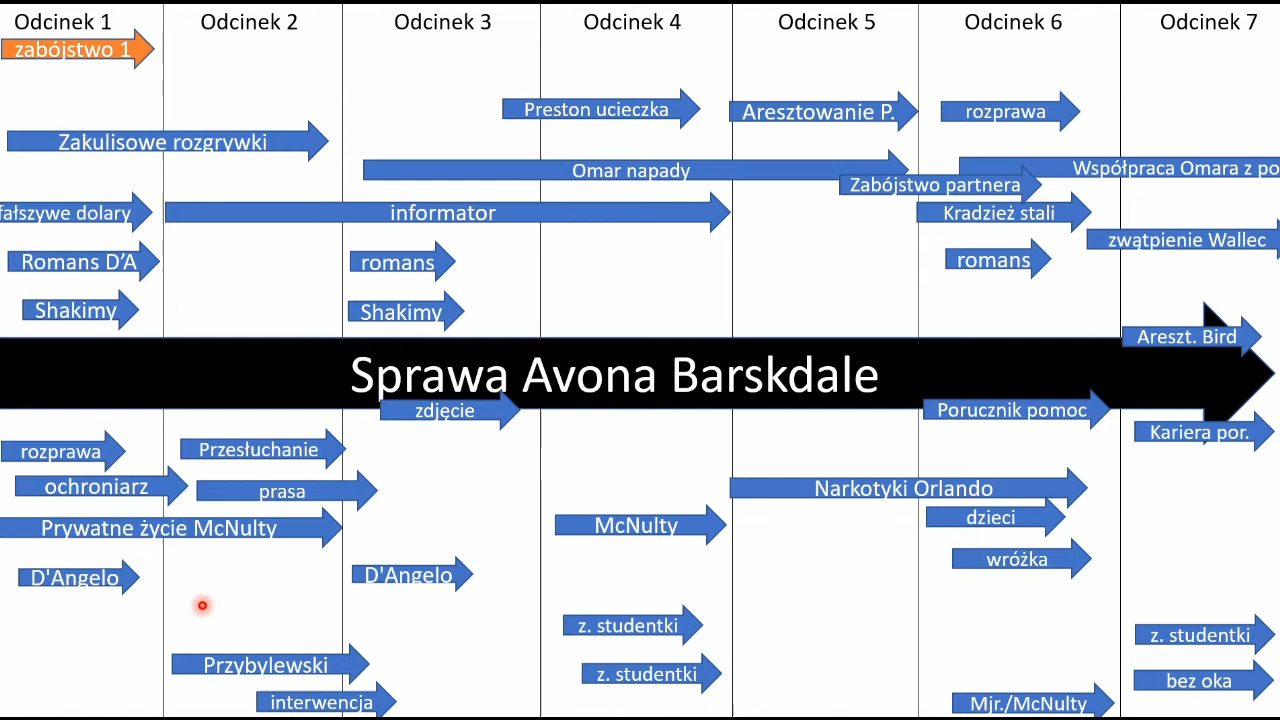 Odcinek 1
Odcinek 2
Odcinek 3
Odcinek 4
Odcinek 5
Odcinek 6
Odcinek 7
zabójstwo 1
Preston ucieczka
Aresztowanie P.
rozprawa
Zakulisowe rozgrywki
Omar napady
Współpraca Omara z po
Zabójstwo partnera
fałszywe dolary
informator
Kradzież stali
zwątpienie Wallec
Romans D’A
romans
romans
Shakimy
Shakimy
Areszt. Bird
Sprawa Avona Barskdale
zdjęcie
Porucznik pomoc
Kariera por.
rozprawa
Przesłuchanie
ochroniarz
prasa
Narkotyki Orlando
dzieci
Prywatne życie McNulty
McNulty
wróżka
D'Angelo
D'Angelo
z. studentki
z. studentki
Przybylewski
z. studentki
bez oka
interwencja
Mjr./McNulty